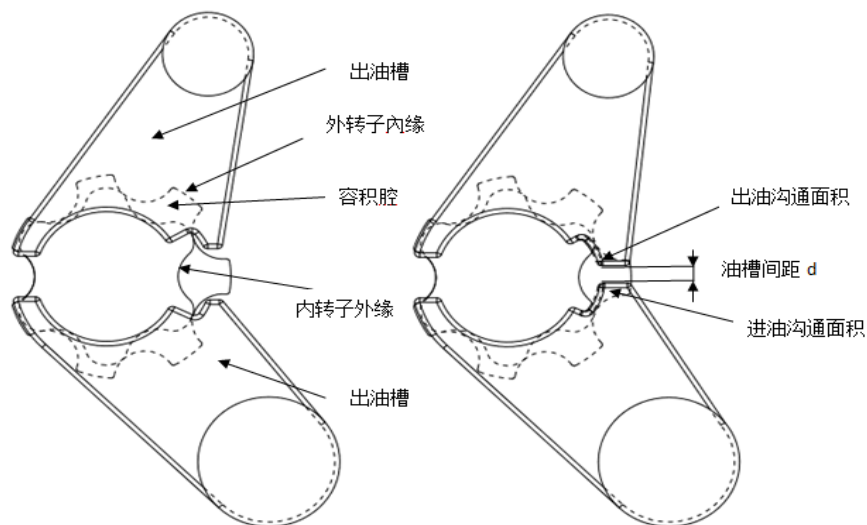 出油槽
外转子内缘
容积腔
内转子外缘
出油槽
出油沟通面积
油槽间距 d
进油沟通面积